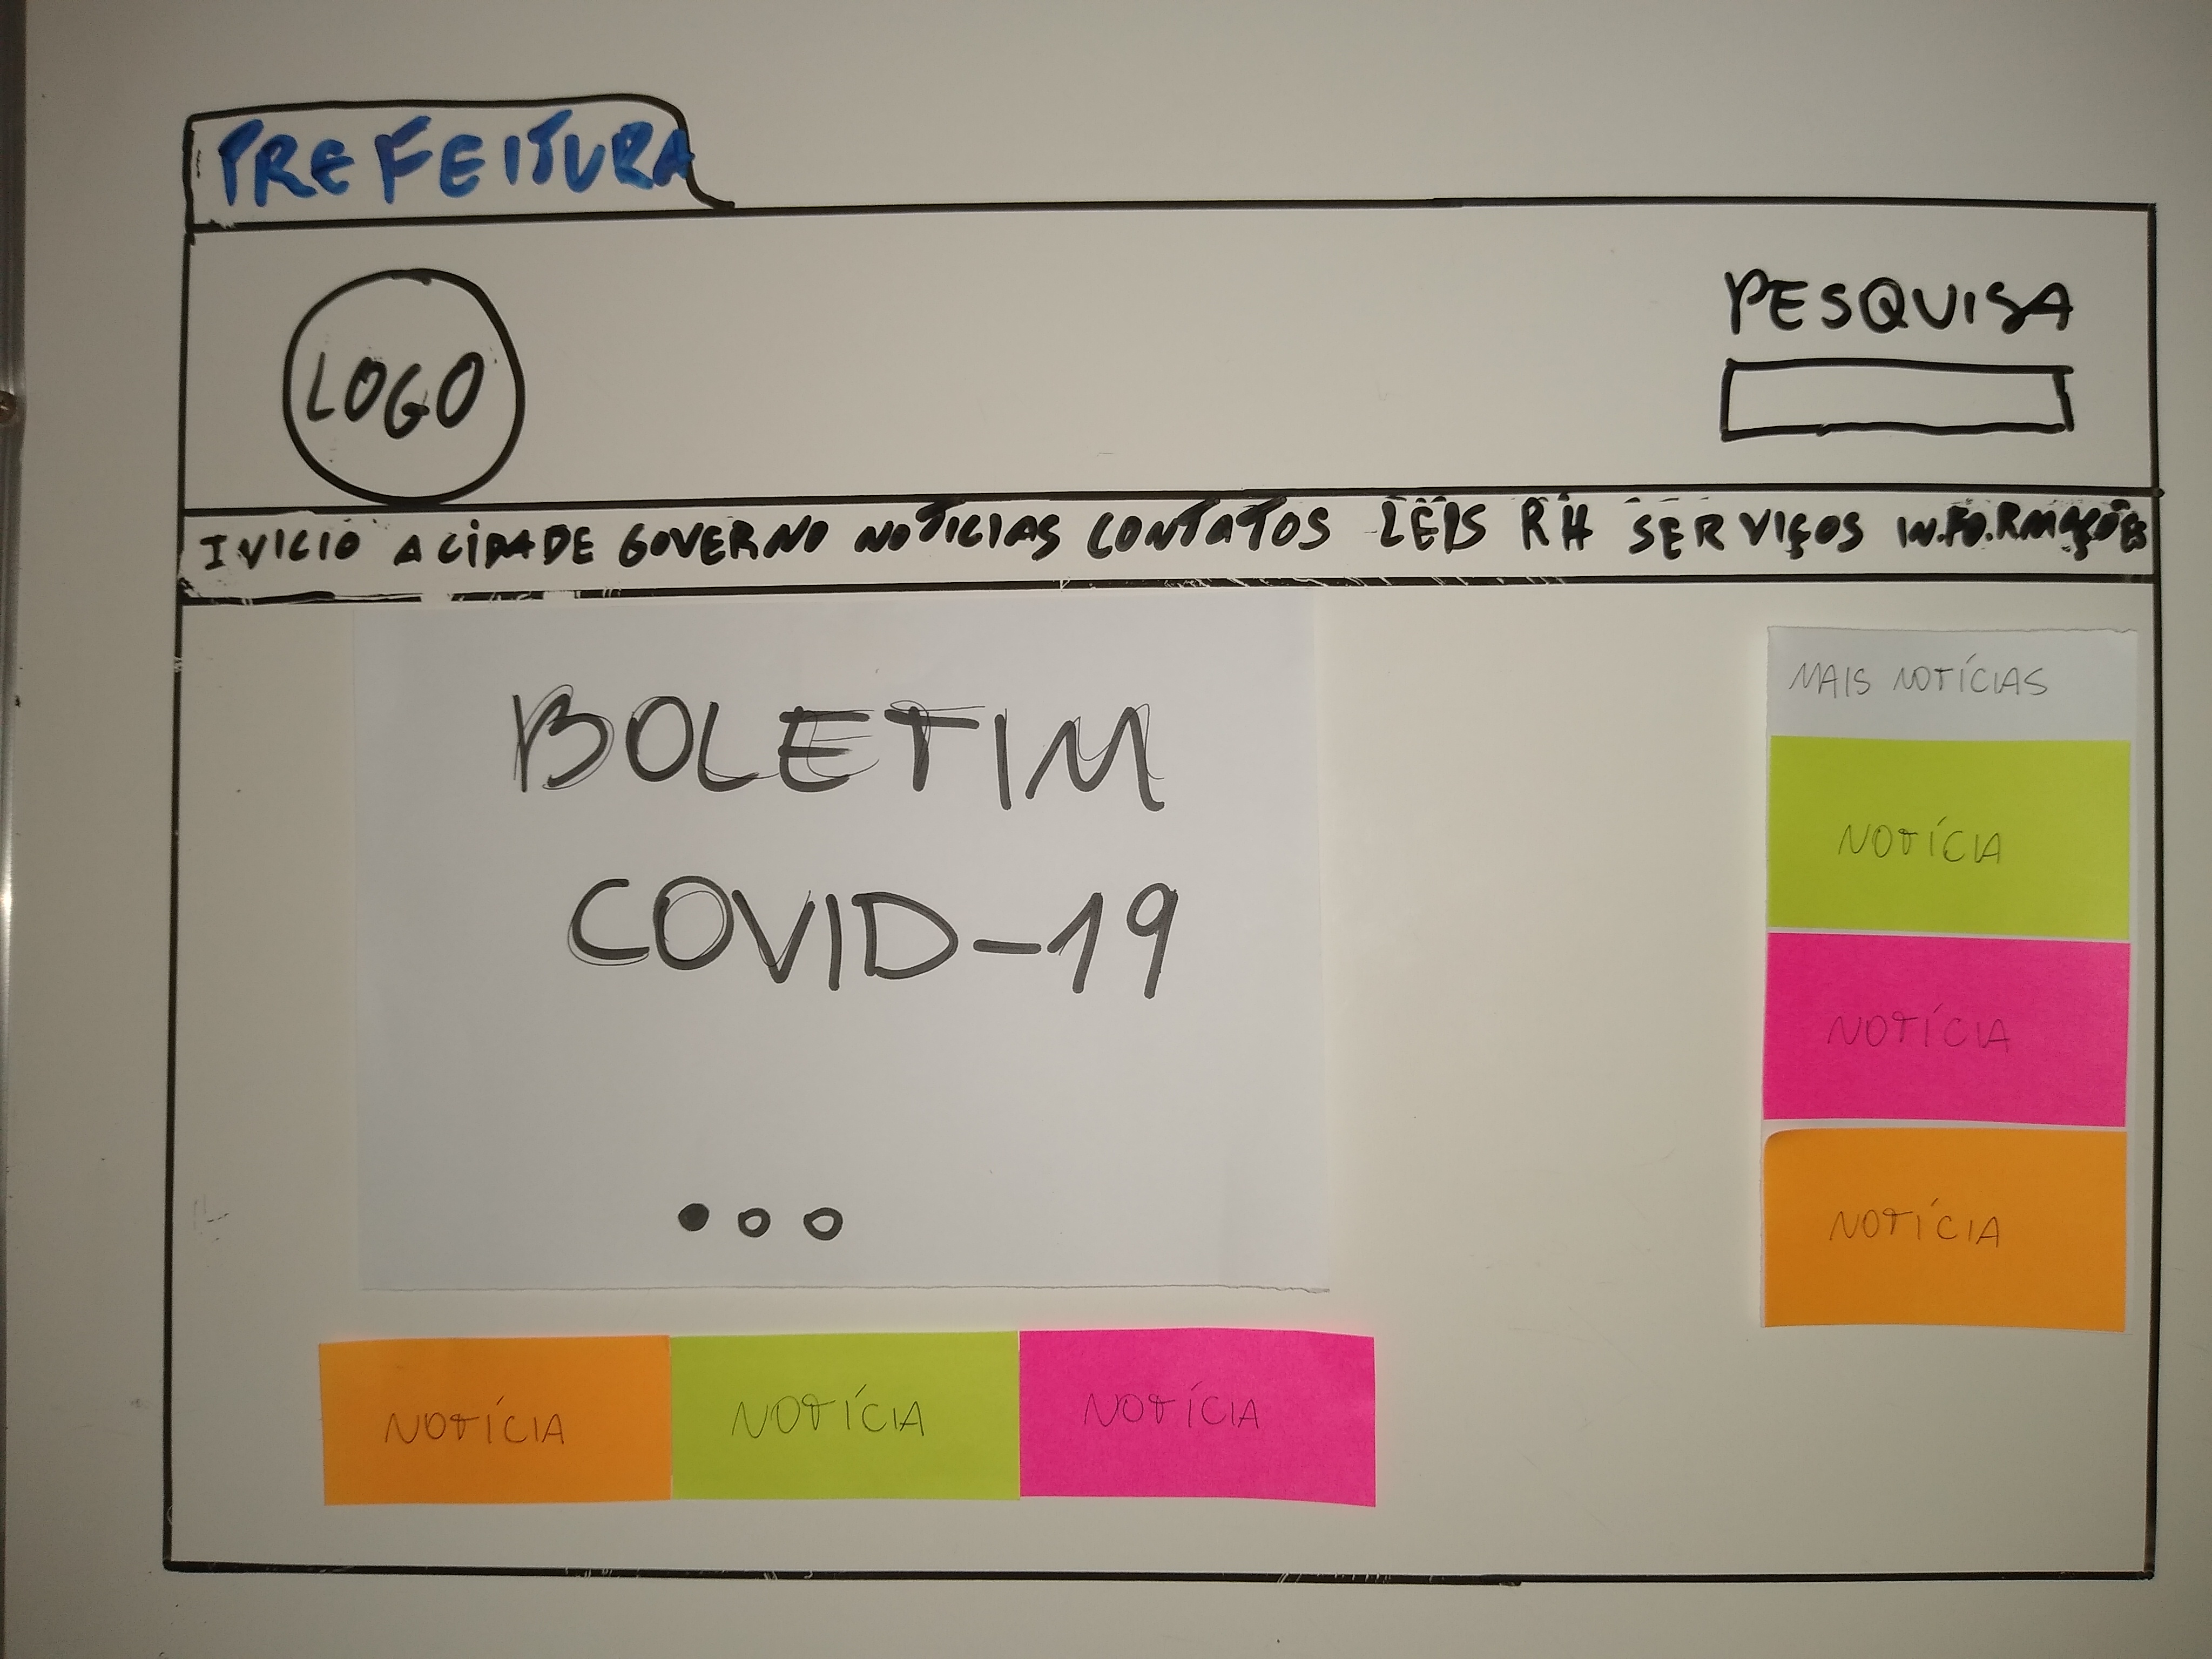 PREFEITURA
LOGO
PESQUISA
INICIO A CIDADE GOVERNO NOTICIAS CONTATOS LEIS RH SERVIÇOS INFORMAÇÕES
BOLETIM
COVID-19
MAIS NOTÍCIAS
NOTÍCIA
NOTÍCIA
NOTÍCIA
NOTÍCIA NOTÍCIA NOTÍCIA